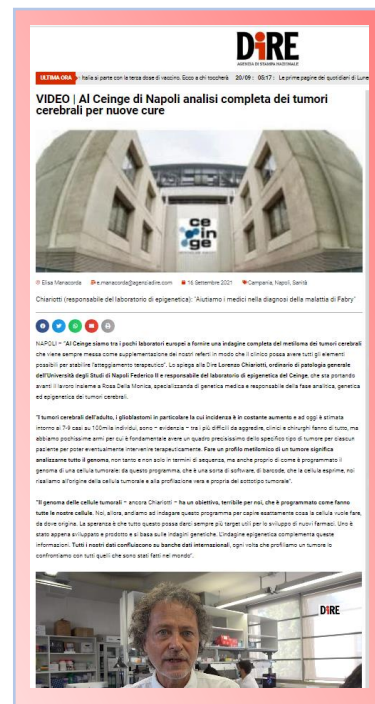 DiRE
AGENZIA DI STAMPA NAZIONALE
ULTIMA ORA Italia si parte con la terza dose di vaccino. Ecco a chi toccherà 20/09 : 08:17 : Le prime pagine dei quotidiani di Lune
VIDEO | Al Ceinge di Napoli analisi completa dei tumori
cerebrali per nuove cure
ce
inge
Elisa Manacorda e.manacorda@agenziadire.com 16 Settembre 2021 Campania, Napoli, Sanità
Chiariotti (responsabile del laboratorio di epigenetica): "Aiutiamo i medici nella diagnosi della malattia di Fabry"
NAPOLI – "Al Ceinge siamo tra i pochi laboratori europei a fornire una indagine completa del metiloma dei tumori cerebrali
che viene sempre messa come supplementazione dei nostri referti in modo che il clinico possa avere tutti gli elementi
possibili per stabilire l'atteggiamento terapeutico". Lo spiega alla Dire Lorenzo Chiariotti, ordinario di patologia generale
dell'Università degli Studi di Napoli Federico II e responsabile del laboratorio di epigenetica del Ceinge, che sta portando
avanti il lavoro insieme a Rosa Della Monica, specializzanda di genetica medica e responsabile della fase analitica, genetica
ed epigenetica dei tumori cerebrali.
"I tumori cerebrali dell'adulto, i glioblastomi in particolare la cui incidenza è in costante aumento e ad oggi è stimata
intorno ai 7-9 casi su 100mila individui, sono – evidenzia – tra i più difficili da aggredire, clinici e chirurghi fanno di tutto, ma
abbiamo pochissime armi per cui è fondamentale avere un quadro precisissimo dello specifico tipo di tumore per ciascun
paziente per poter eventualmente intervenire terapeuticamente. Fare un profilo metilomico di un tumore significa
analizzarne tutto il genoma, non tanto e non solo in termini di sequenza, ma anche proprio di come è programmato il
genoma di una cellula tumorale: da questo programma, che è una sorta di software, di barcode, che la cellula esprime, noi
risaliamo all'origine della cellula tumorale e alla profilazione vera e propria del sottotipo tumorale".
"Il genoma delle cellule tumorali – ancora Chiariotti – ha un obiettivo, terribile per noi, che è programmato come fanno
tutte le nostre cellule. Noi, allora, andiamo ad indagare questo programma per capire esattamente cosa la cellula vuole fare,
da dove origina. La speranza è che tutto questo possa darci sempre più target utili per lo sviluppo di nuovi farmaci. Uno è
stato appena sviluppato e prodotto e si basa sulle indagini genetiche. L'indagine epigenetica complementa queste
informazioni. Tutti i nostri dati confluiscono su banche dati internazionali, ogni volta che profiliamo un tumore lo
confrontiamo con tutti quelli che sono stati fatti nel mondo".
DiRE